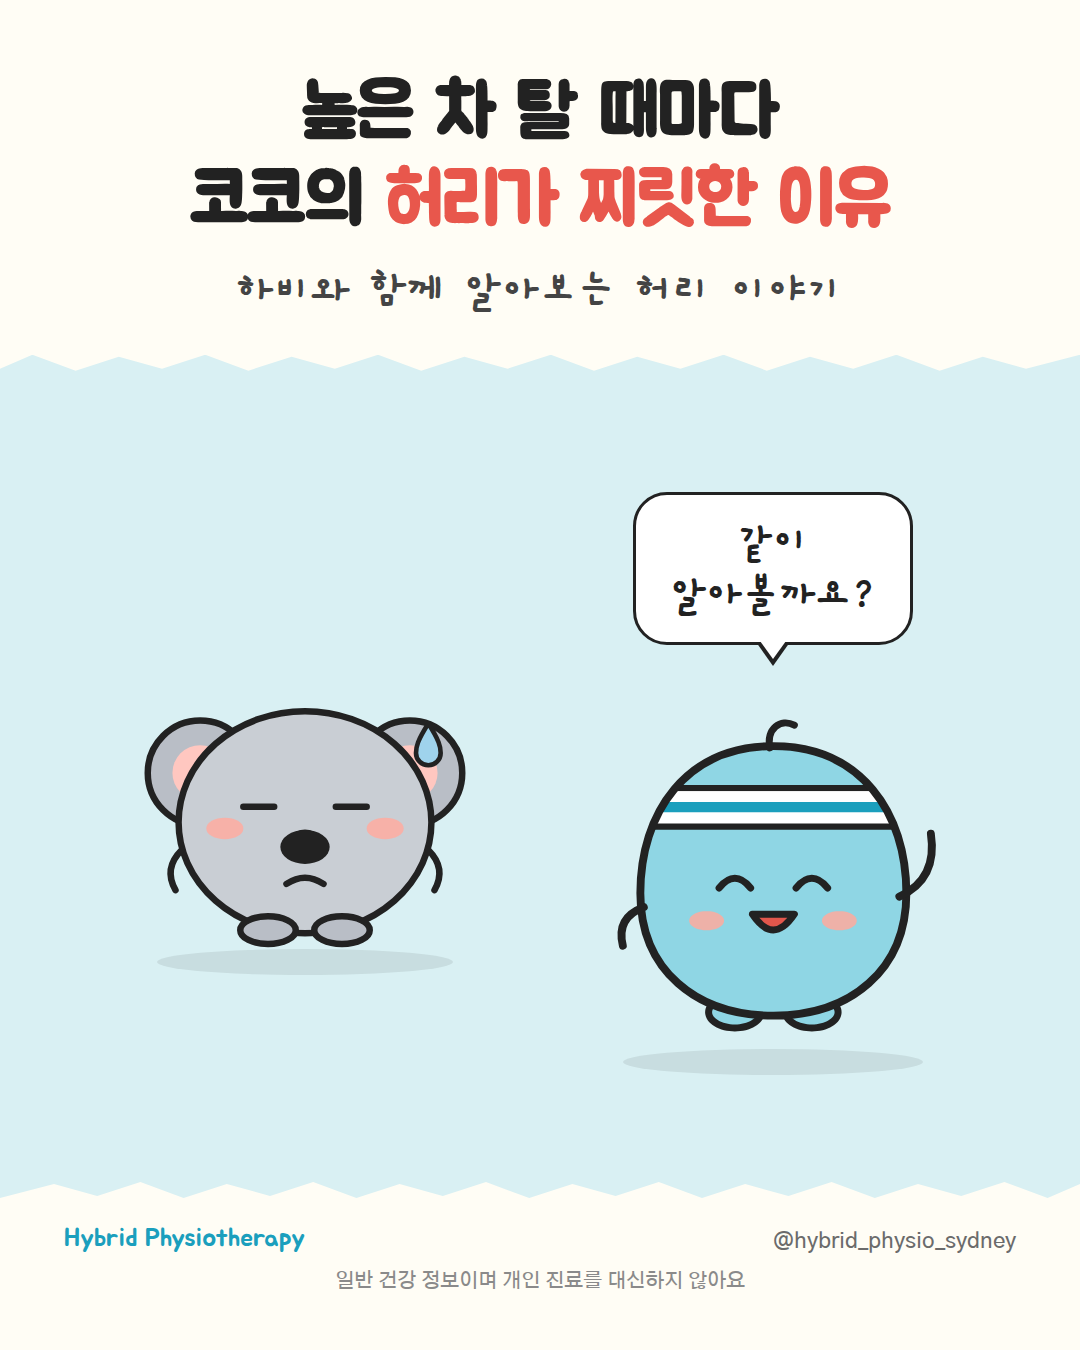 높은 차 탈 때마다
코코의 허리가 찌릿한 이유
하비와 함께 알아보는 허리 이야기
같이
알아볼까요?
Hybrid Physiotherapy
@hybrid_physio_sydney
일반 건강 정보이며 개인 진료를 대신하지 않아요